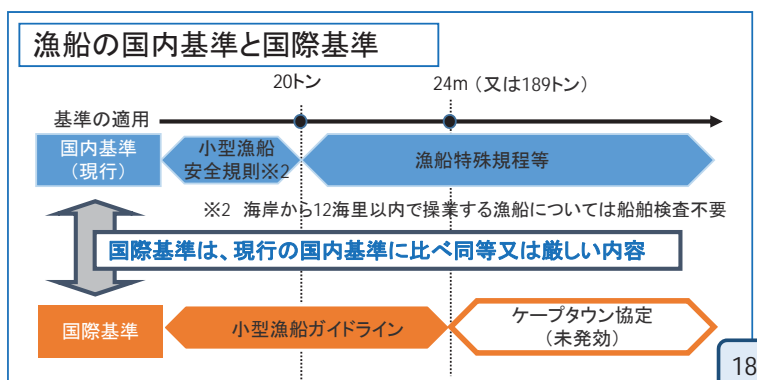 漁船の国内基準と国際基準
20トン
24m（又は189トン）
基準の適用
国内基準
（現行）
小型漁船
安全規則※2
漁船特殊規程等
※2 海岸から12海里以内で操業する漁船については船舶検査不要
国際基準は、現行の国内基準に比べ同等又は厳しい内容
国際基準
小型漁船ガイドライン
ケープタウン協定
（未発効）
18